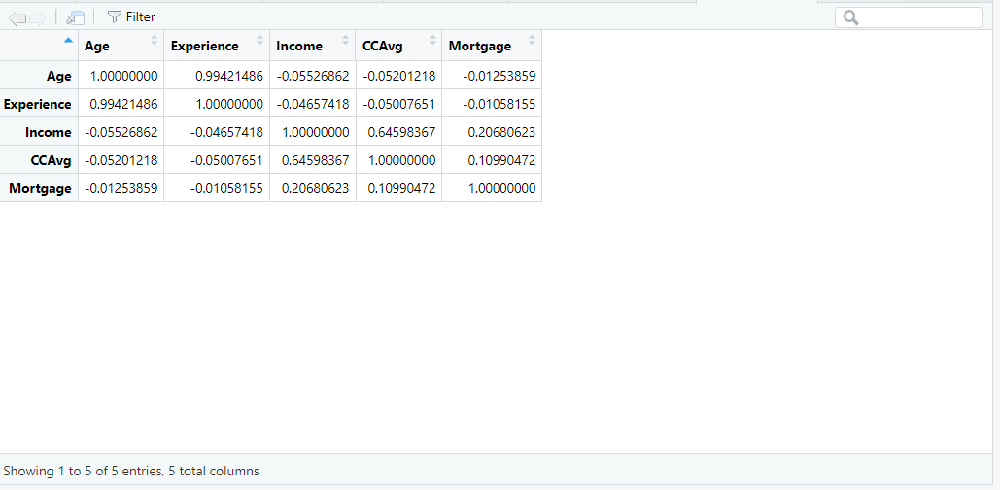 Filter
Age Experience Income CCAvg Mortgage
Age 1.00000000 0.99421486 -0.05526862 -0.05201218 -0.01253859
Experience 0.99421486 1.00000000 -0.04657418 -0.05007651 -0.01058155
Income -0.05526862 -0.04657418 1.00000000 0.64598367 0.20680623
CCAvg -0.05201218 -0.05007651 0.64598367 1.00000000 0.10990472
Mortgage -0.01253859 -0.01058155 0.20680623 0.10990472 1.00000000
Showing 1 to 5 of 5 entries, 5 total columns